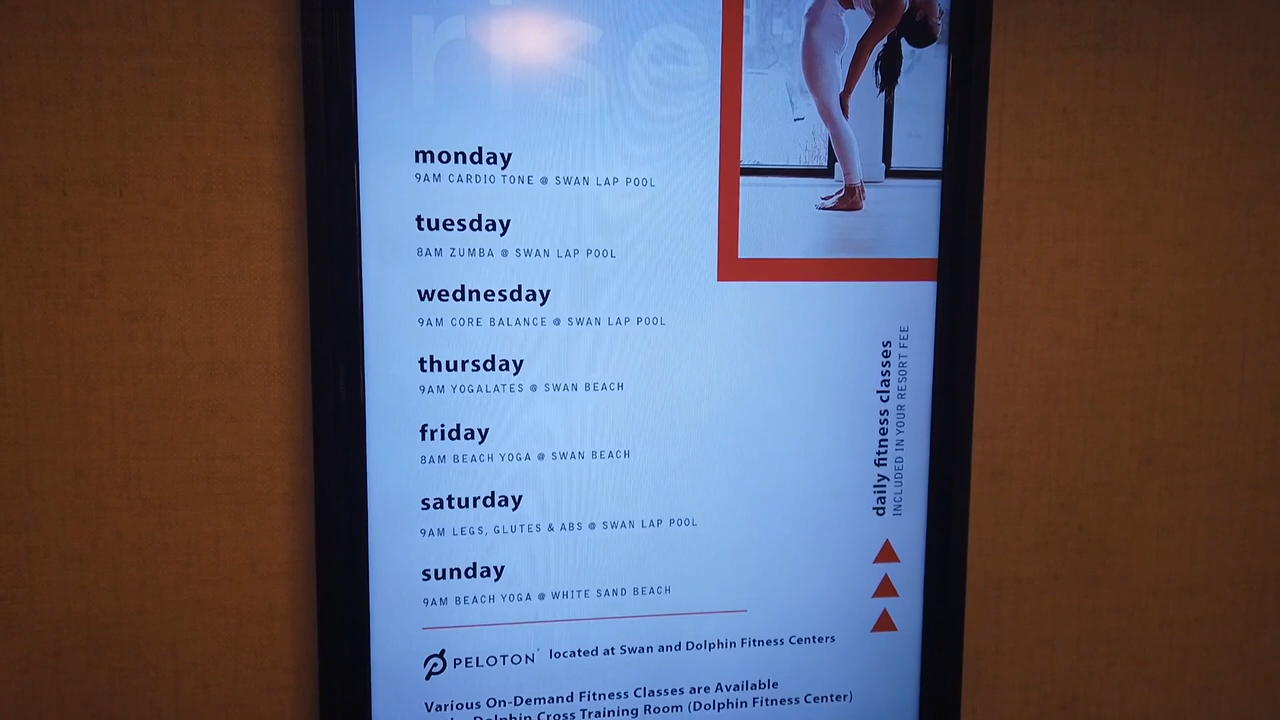 rise
monday
9AM CARDIO TONE @ SWAN LAP POOL
tuesday
8AM ZUMBA @ SWAN LAP POOL
wednesday
9AM CORE BALANCE @ SWAN LAP POOL
thursday
9AM YOGALATES @ SWAN BEACH
friday
8AM BEACH YOGA @ SWAN BEACH
saturday
9AM LEGS, GLUTES & ABS @ SWAN LAP POOL
sunday
9AM BEACH YOGA @ WHITE SAND BEACH
daily fitness classes
INCLUDED IN YOUR RESORT FEE
PELOTON located at Swan and Dolphin Fitness Centers
Various On-Demand Fitness Classes are Available
Dolphin Cross Training Room (Dolphin Fitness Center)